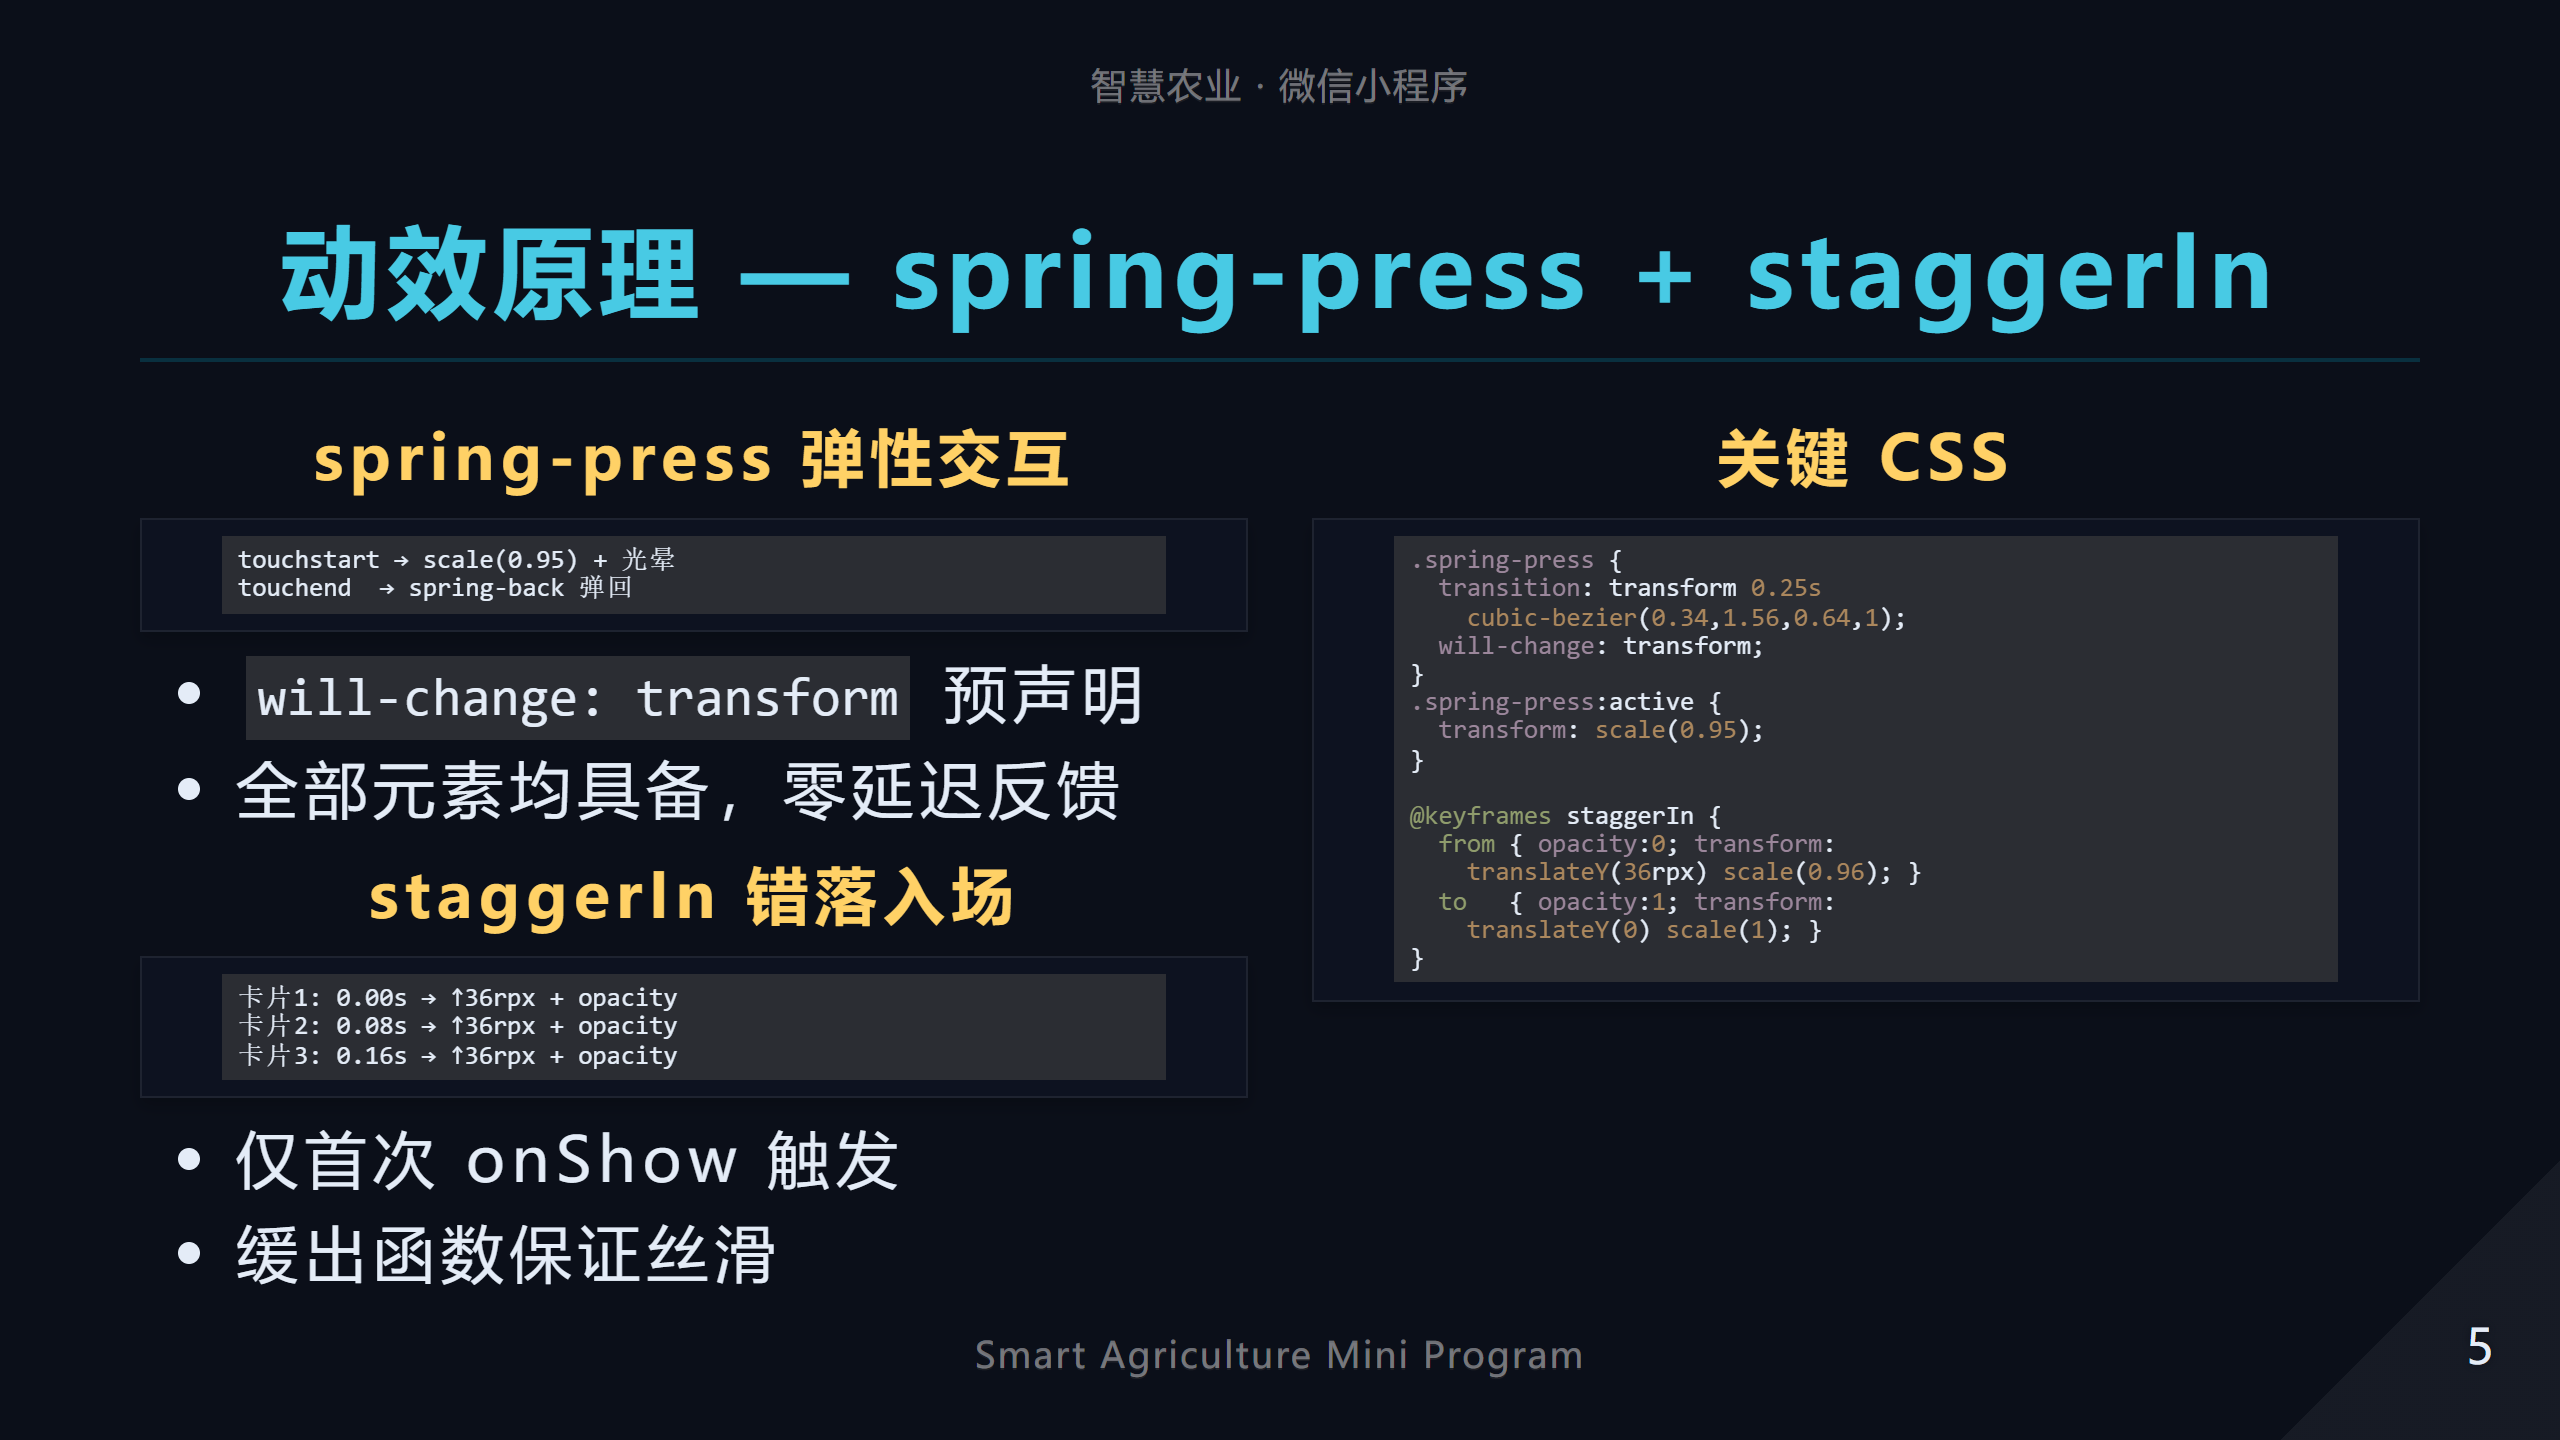 智慧农业 · 微信小程序
动效原理 — spring-press + staggerIn
spring-press 弹性交互
touchstart → scale(0.95) + 光晕
touchend  → spring-back 弹回
• will-change: transform 预声明
• 全部元素均具备，零延迟反馈
staggerIn 错落入场
卡片1: 0.00s → ↑36rpx + opacity
卡片2: 0.08s → ↑36rpx + opacity
卡片3: 0.16s → ↑36rpx + opacity
• 仅首次 onShow 触发
• 缓出函数保证丝滑
关键 CSS
.spring-press {
  transition: transform 0.25s
    cubic-bezier(0.34,1.56,0.64,1);
  will-change: transform;
}
.spring-press:active {
  transform: scale(0.95);
}
@keyframes staggerIn {
  from { opacity:0; transform:
    translateY(36rpx) scale(0.96); }
  to   { opacity:1; transform:
    translateY(0) scale(1); }
}
Smart Agriculture Mini Program
5